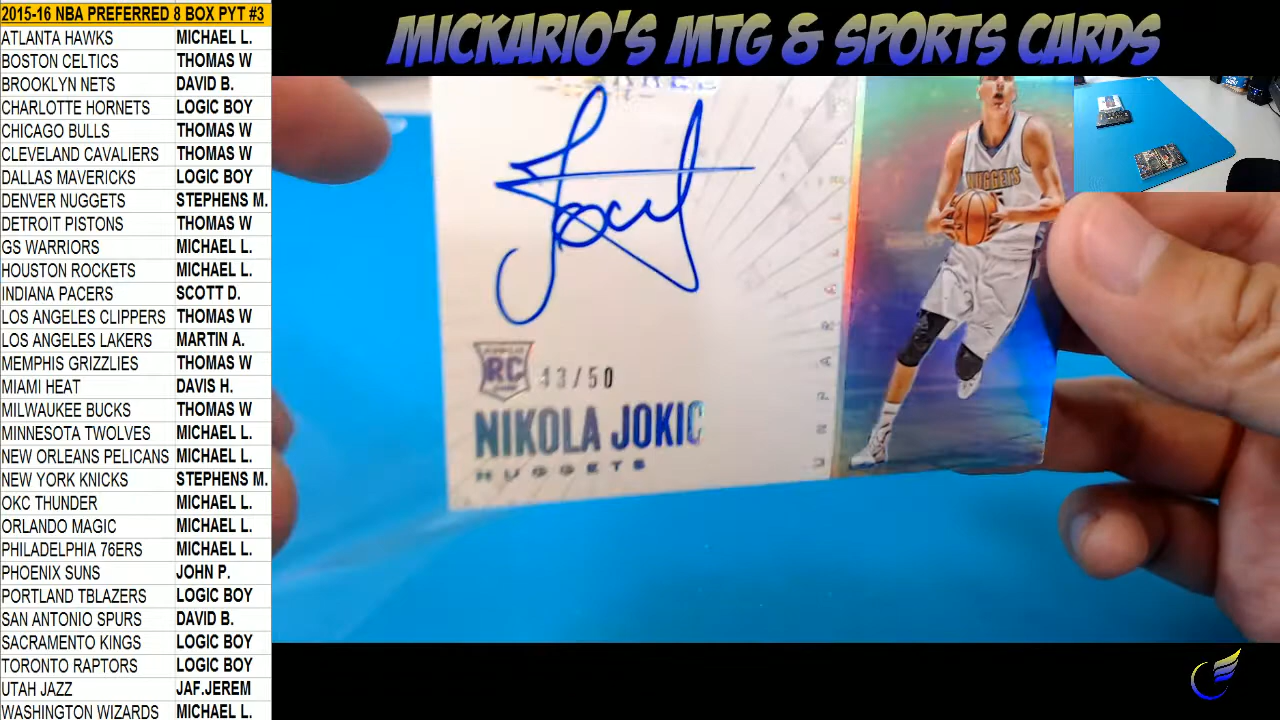 2015-16 NBA PREFERRED 8 BOX PYT #3
ATLANTA HAWKS MICHAEL L.
BOSTON CELTICS THOMAS W
BROOKLYN NETS DAVID B.
CHARLOTTE HORNETS LOGIC BOY
CHICAGO BULLS THOMAS W
CLEVELAND CAVALIERS THOMAS W
DALLAS MAVERICKS LOGIC BOY
DENVER NUGGETS STEPHENS M.
DETROIT PISTONS THOMAS W
GS WARRIORS MICHAEL L.
HOUSTON ROCKETS MICHAEL L.
INDIANA PACERS SCOTT D.
LOS ANGELES CLIPPERS THOMAS W
LOS ANGELES LAKERS MARTIN A.
MEMPHIS GRIZZLIES THOMAS W
MIAMI HEAT DAVIS H.
MILWAUKEE BUCKS THOMAS W
MINNESOTA TWOLVES MICHAEL L.
NEW ORLEANS PELICANS MICHAEL L.
NEW YORK KNICKS STEPHENS M.
OKC THUNDER MICHAEL L.
ORLANDO MAGIC MICHAEL L.
PHILADELPHIA 76ERS MICHAEL L.
PHOENIX SUNS JOHN P.
PORTLAND TBLAZERS LOGIC BOY
SAN ANTONIO SPURS DAVID B.
SACRAMENTO KINGS LOGIC BOY
TORONTO RAPTORS LOGIC BOY
UTAH JAZZ JAF.JEREM
WASHINGTON WIZARDS MICHAEL L.
MICKARIO'S MTG & SPORTS CARDS
RC
43/50
NIKOLA JOKIC
NUGGETS
NUGGETS